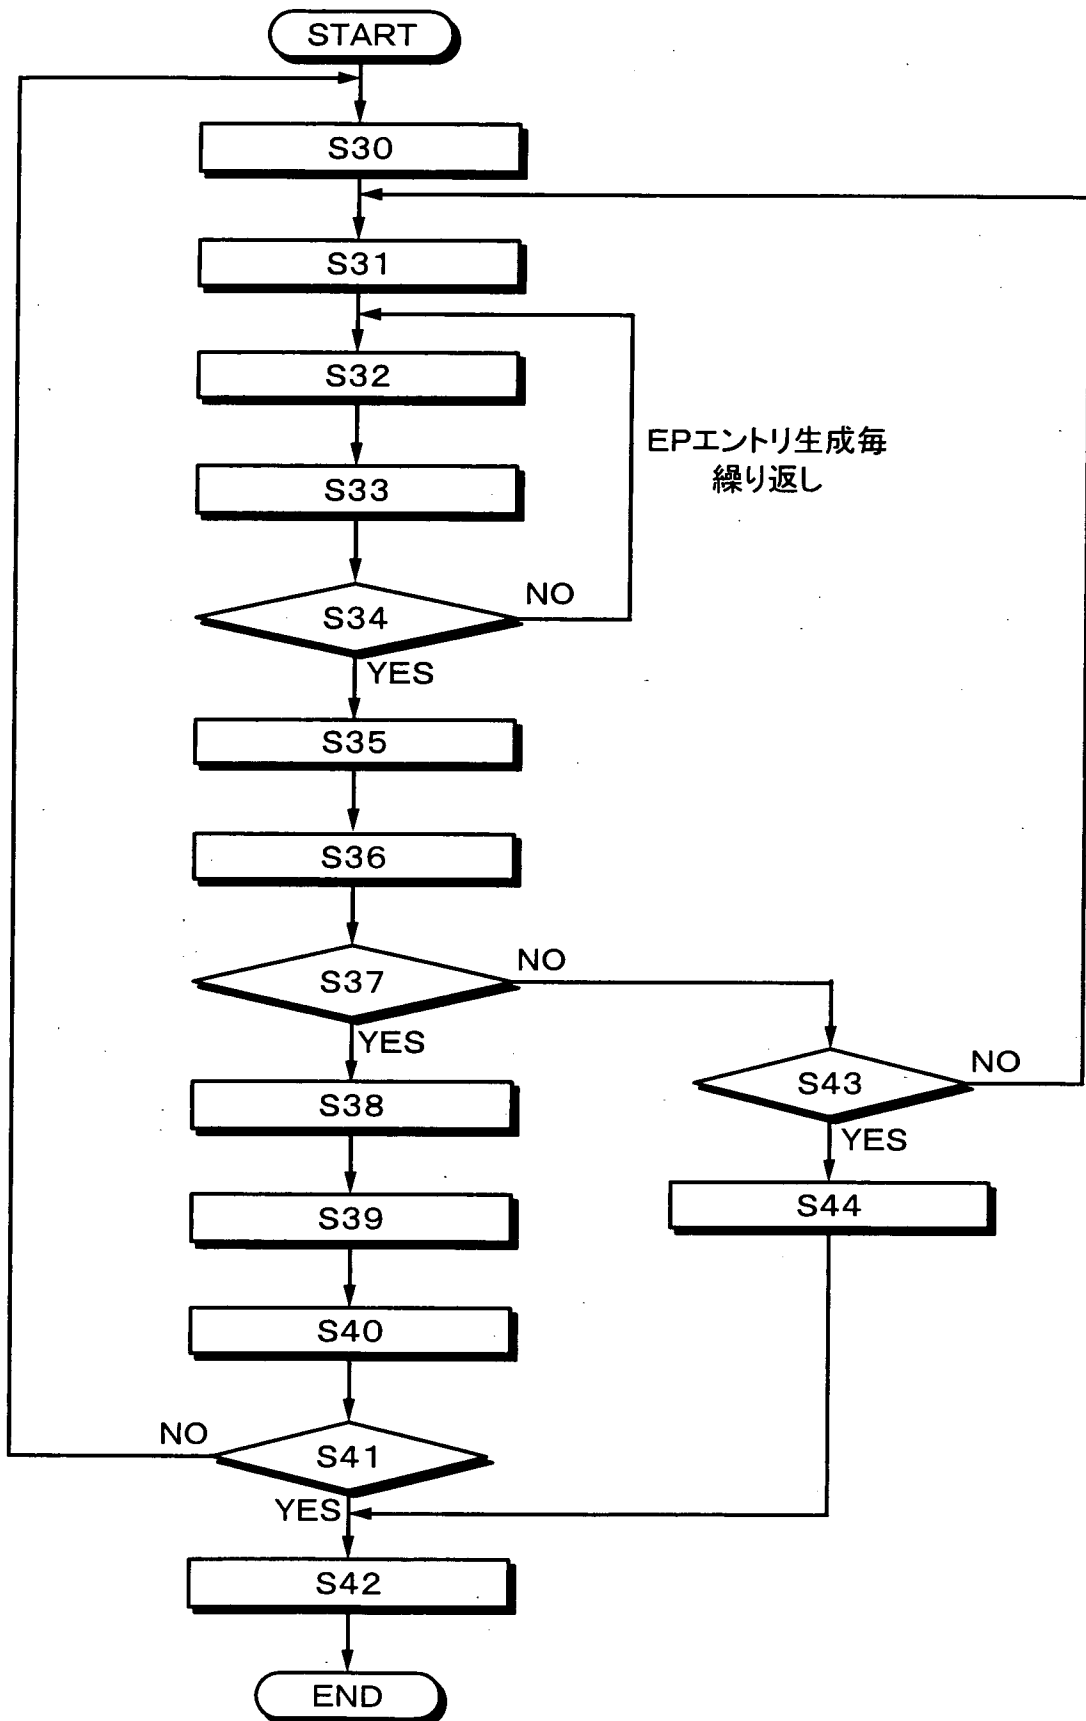 START
S30
S31
S32
EPエントリ生成毎
繰り返し
S33
S34
NO
YES
S35
S36
S37
NO
YES
S43
NO
YES
S38
S39
S44
S40
S41
NO
YES
S42
END